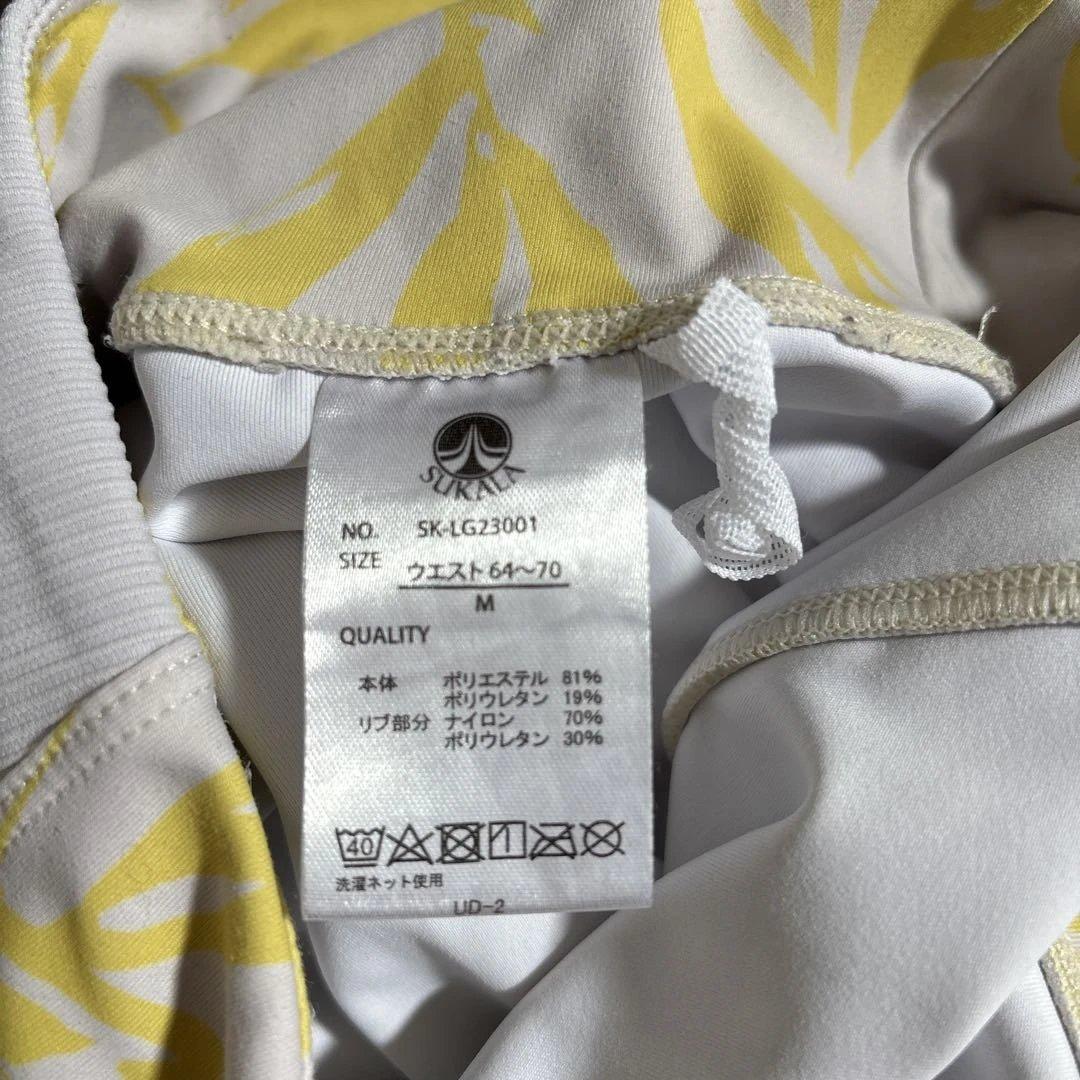 SUKALA
NO. SK-LG23001
SIZE ウエスト64〜70
M
QUALITY
本体 ポリエステル 81%
ポリウレタン 19%
リブ部分 ナイロン 70%
ポリウレタン 30%
40
洗濯ネット使用
UD-2